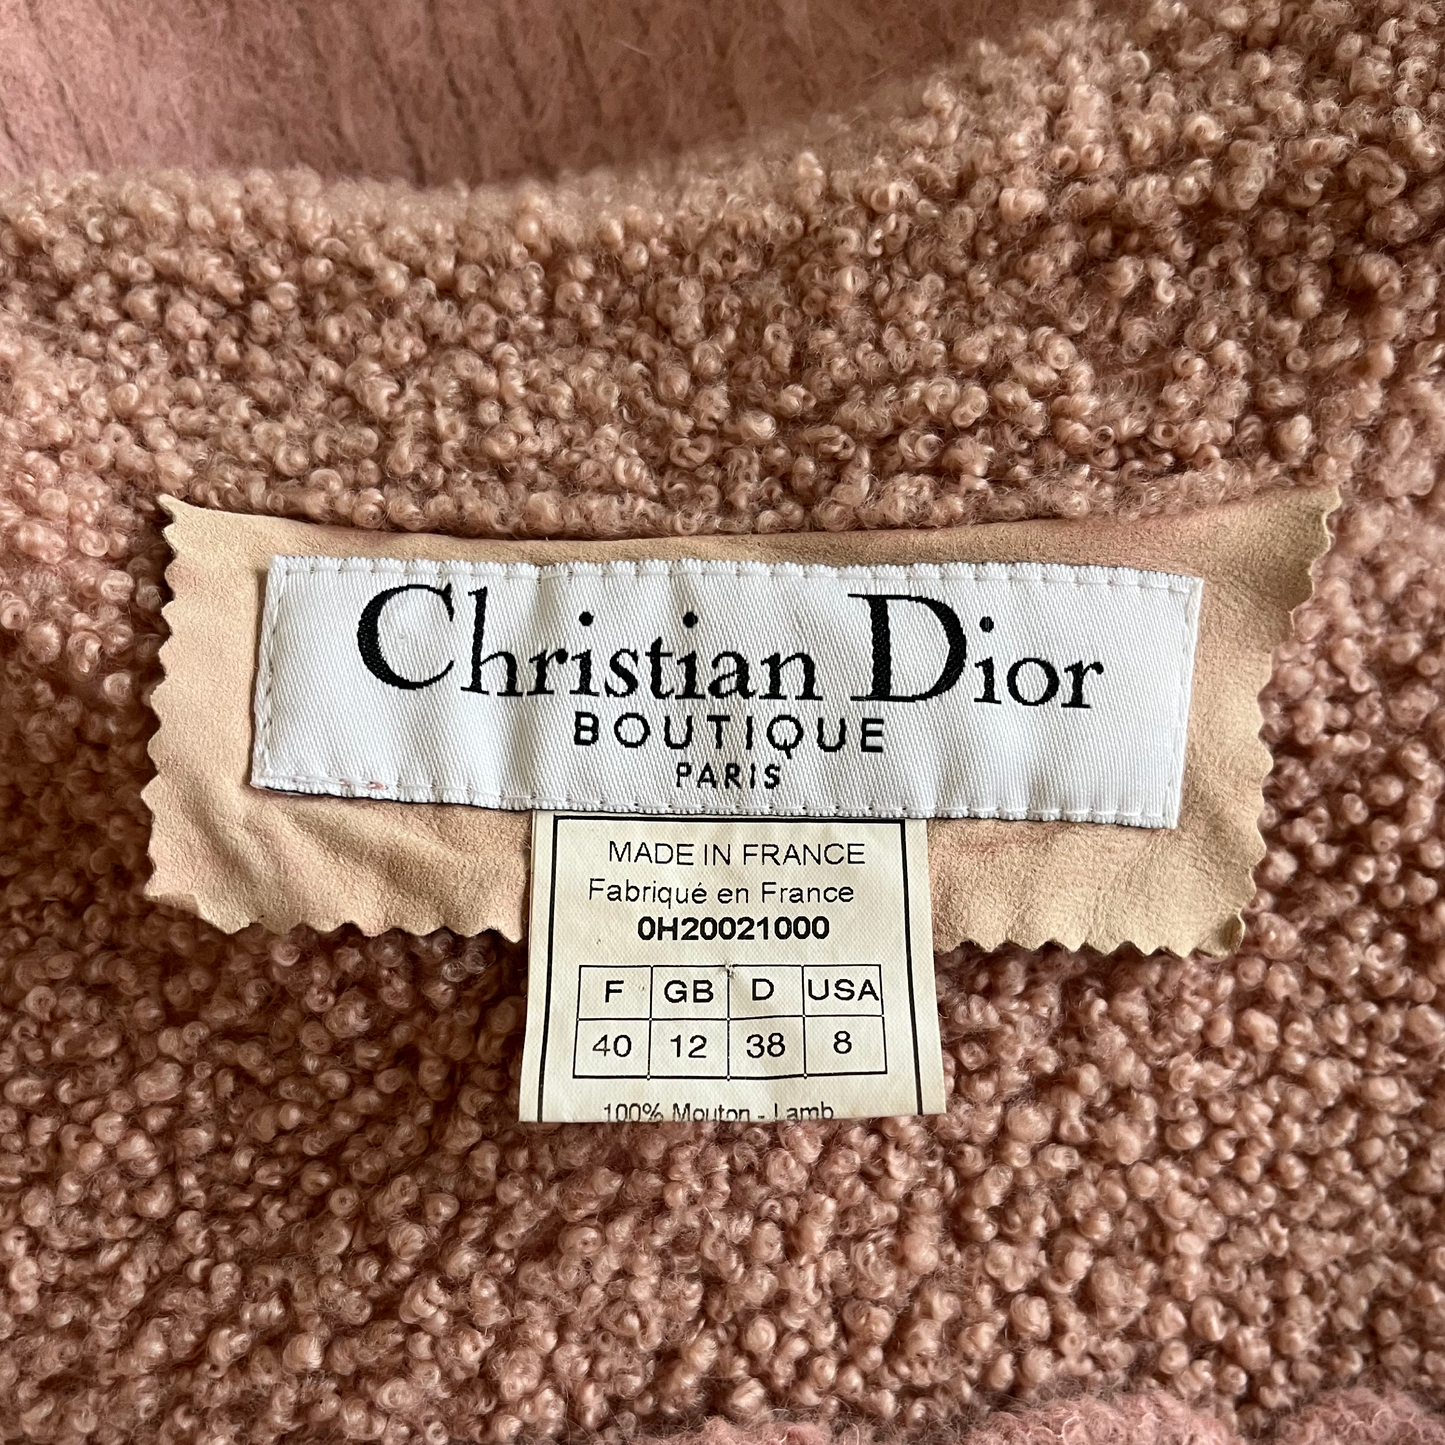 Christian Dior
BOUTIQUE
PARIS
MADE IN FRANCE
Fabriqué en France
0H20021000
F GB D USA
40 12 38 8
100% Mouton - Lamb